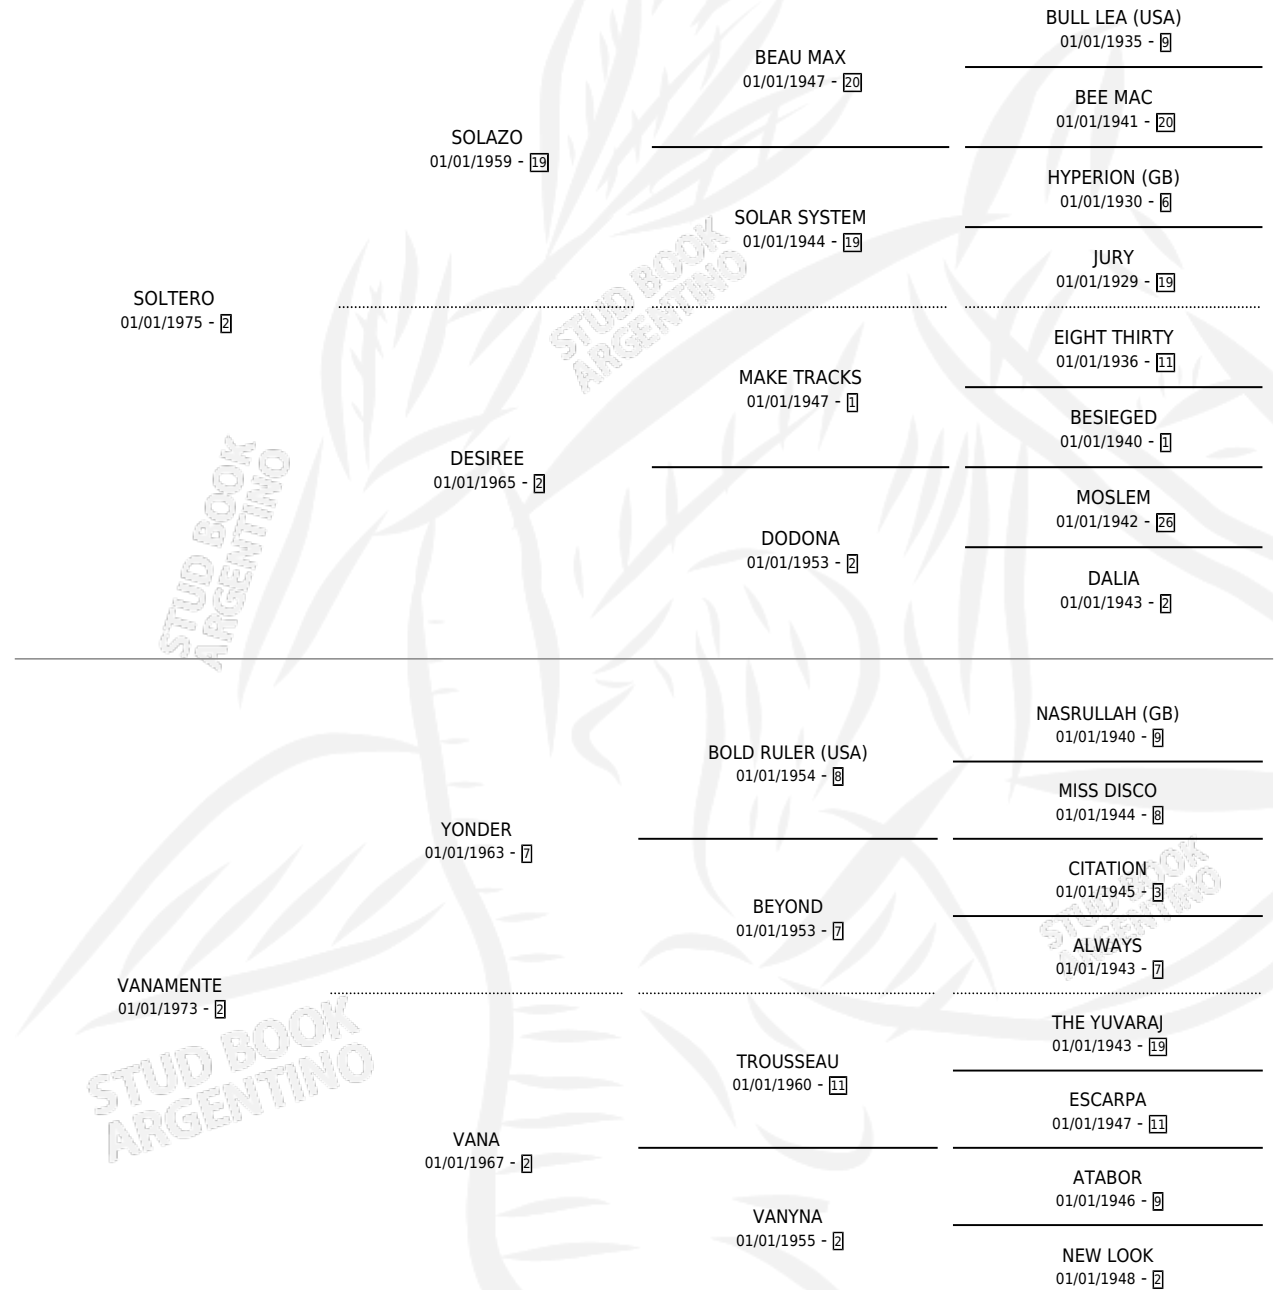 BULL LEA (USA)
01/01/1935 - 9
BEAU MAX
01/01/1947 - 20
BEE MAC
01/01/1941 - 20
SOLAZO
01/01/1959 - 19
HYPERION (GB)
01/01/1930 - 6
SOLAR SYSTEM
01/01/1944 - 19
JURY
01/01/1929 - 19
SOLTERO
01/01/1975 - 2
STUD BOOK
ARGENTINO
EIGHT THIRTY
01/01/1936 - 11
MAKE TRACKS
01/01/1947 - 1
BESIEGED
01/01/1940 - 1
DESIREE
01/01/1965 - 2
MOSLEM
01/01/1942 - 26
DODONA
01/01/1953 - 2
DALIA
01/01/1943 - 2
STUD BOOK
ARGENTINO
NASRULLAH (GB)
01/01/1940 - 9
BOLD RULER (USA)
01/01/1954 - 8
MISS DISCO
01/01/1944 - 8
YONDER
01/01/1963 - 7
CITATION
01/01/1945 - 3
BEYOND
01/01/1953 - 7
STUD BOOK
ARGENTINO
ALWAYS
01/01/1943 - 7
VANAMENTE
01/01/1973 - 2
THE YUVARAJ
01/01/1943 - 19
STUD BOOK
ARGENTINO
TROUSSEAU
01/01/1960 - 11
ESCARPA
01/01/1947 - 11
VANA
01/01/1967 - 2
ATABOR
01/01/1946 - 9
VANYNA
01/01/1955 - 2
NEW LOOK
01/01/1948 - 2